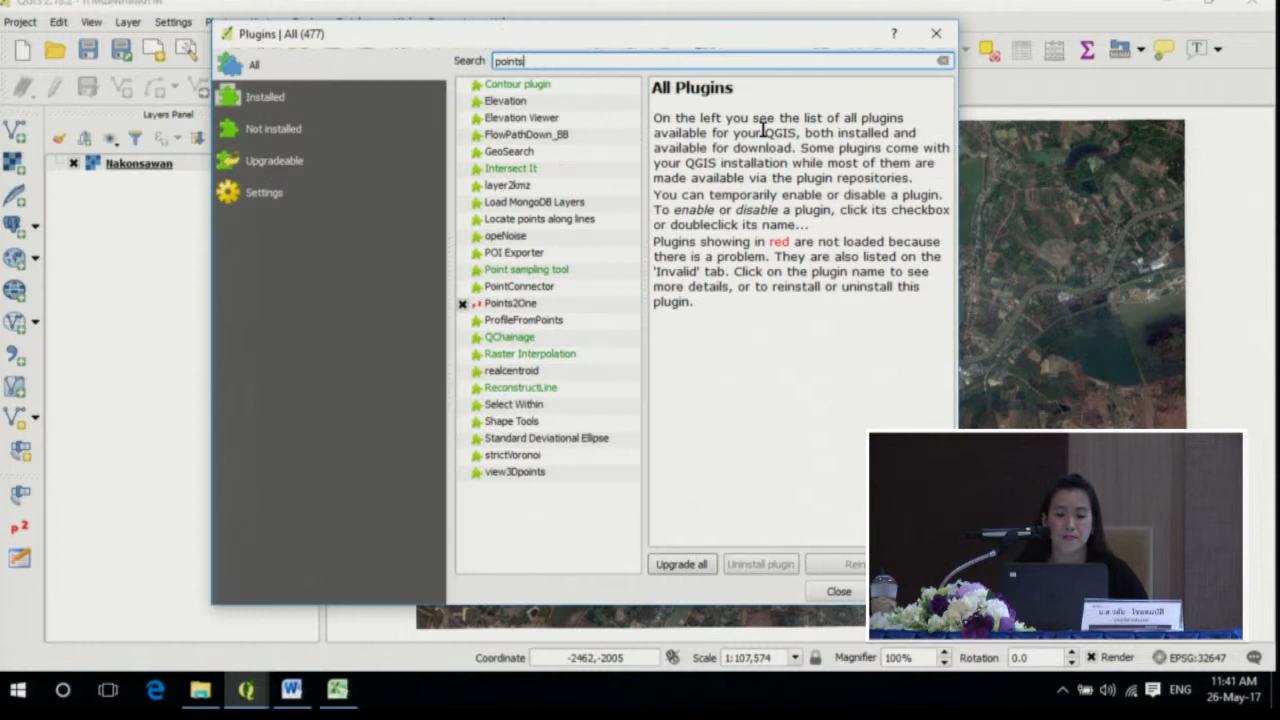 Project Edit View Layer Settings
Plugins | All (477)
?
All
Installed
Not installed
Upgradeable
Settings
Layers Panel
Nakonsawan
Search points
Contour plugin
Elevation
Elevation Viewer
FlowPathDown_BB
GeoSearch
Intersect It
layer2kmz
Load MongoDB Layers
Locate points along lines
opeNoise
POI Exporter
Point sampling tool
PointConnector
Points2One
ProfileFromPoints
QChainage
Raster Interpolation
realcentroid
ReconstructLine
Select Within
Shape Tools
Standard Deviational Ellipse
strictVoronoi
view3Dpoints
All Plugins
On the left you see the list of all plugins
available for your QGIS, both installed and
available for download. Some plugins come with
your QGIS installation while most of them are
made available via the plugin repositories.
You can temporarily enable or disable a plugin.
To enable or disable a plugin, click its checkbox
or doubleclick its name...
Plugins showing in red are not loaded because
there is a problem. They are also listed on the
'Invalid' tab. Click on the plugin name to see
more details, or to reinstall or uninstall this
plugin.
Upgrade all
Uninstall plugin
Rein
Close
Coordinate -2462,-2005 Scale 1:107,574 Magnifier 100% Rotation 0.0 Render EPSG:32647
ENG
11:41 AM
26-May-17